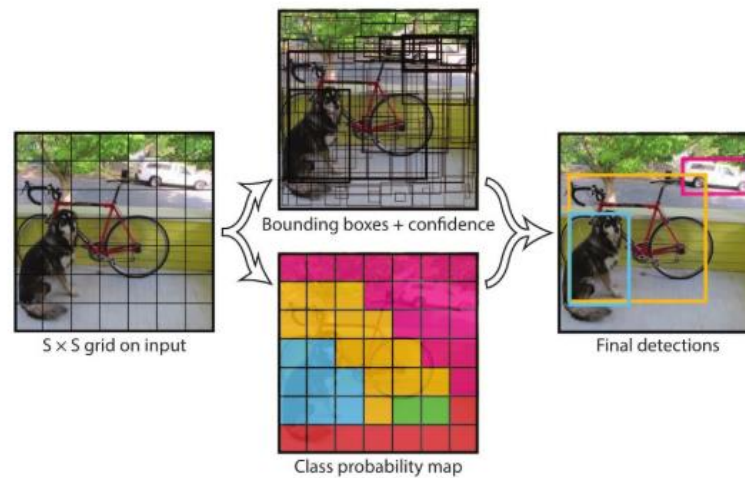 Bounding boxes + confidence
S × S grid on input
Final detections
Class probability map